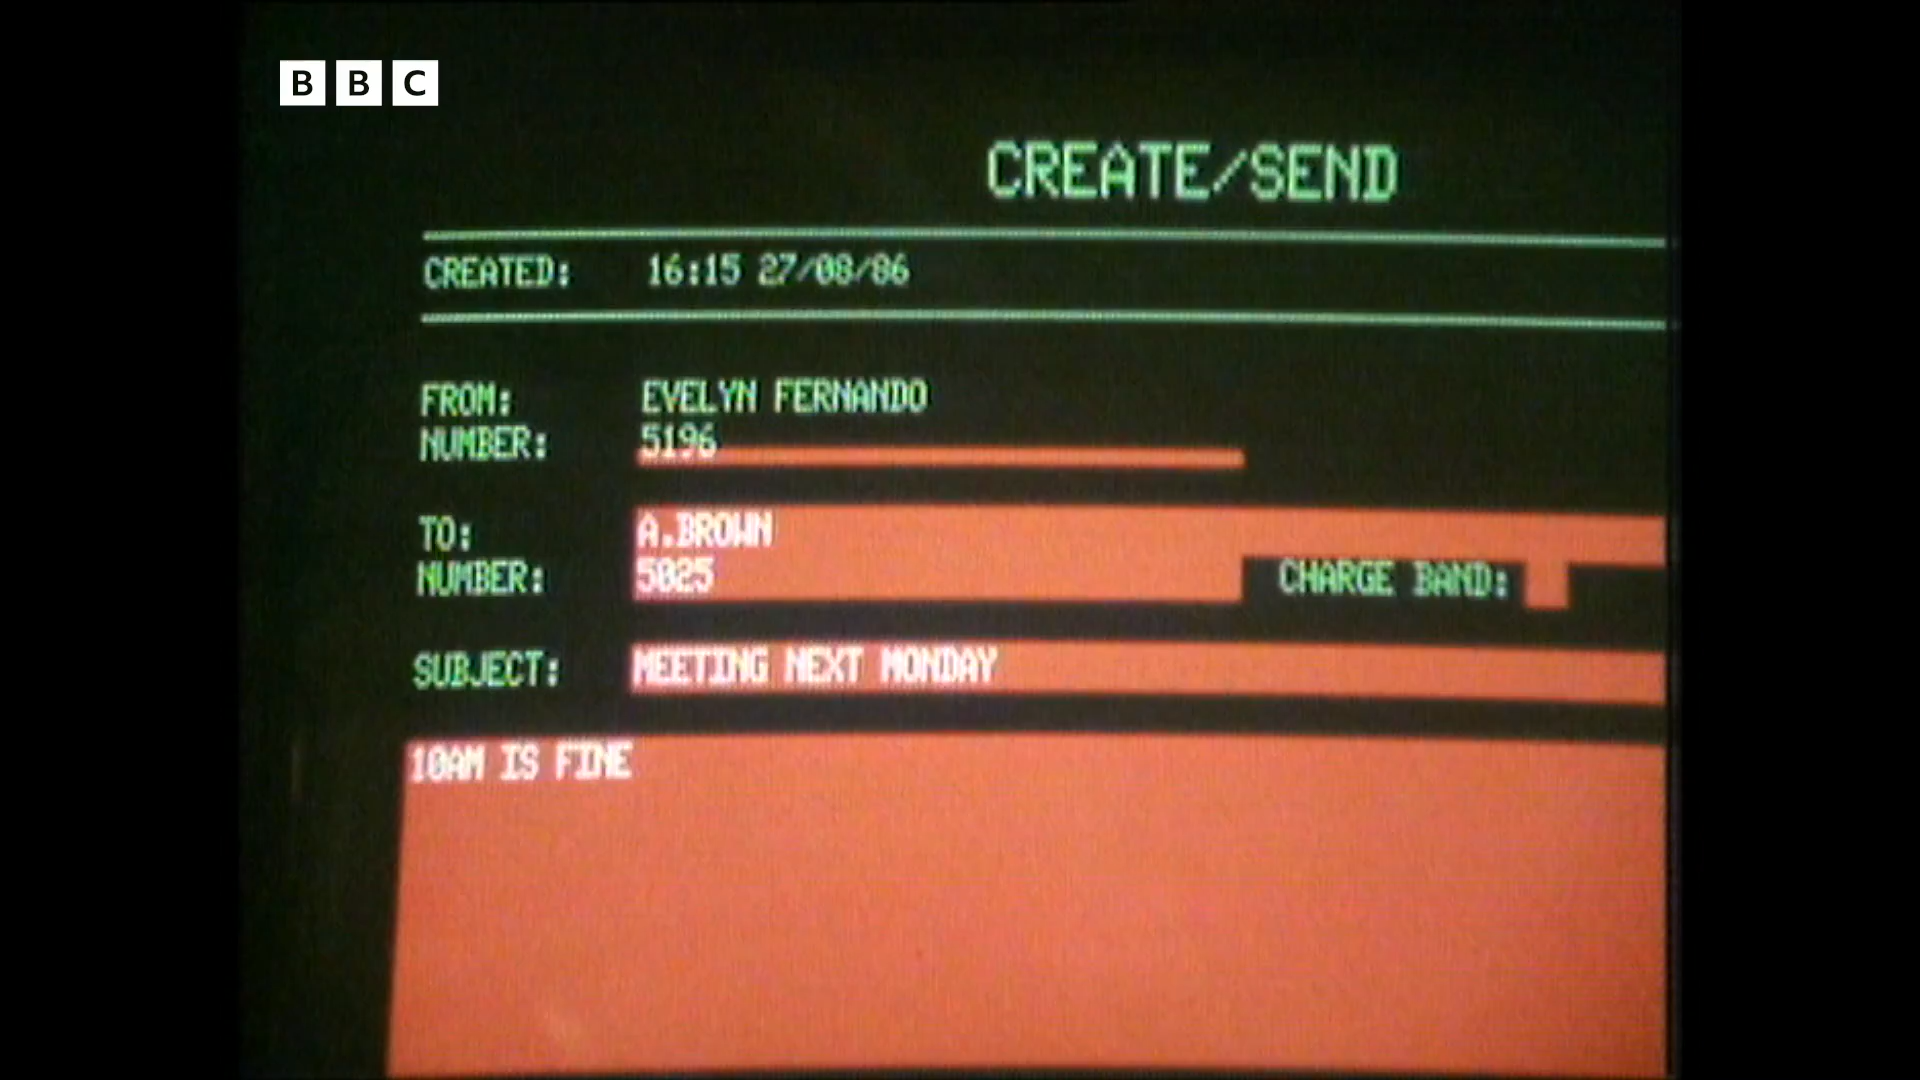 BBC
CREATE/SEND
CREATED: 16:15 27/08/86
FROM: EVELYN FERNANDO
NUMBER: 5196
TO: A.BROWN
NUMBER: 5025 CHARGE BAND:
SUBJECT: MEETING NEXT MONDAY
10AM IS FINE